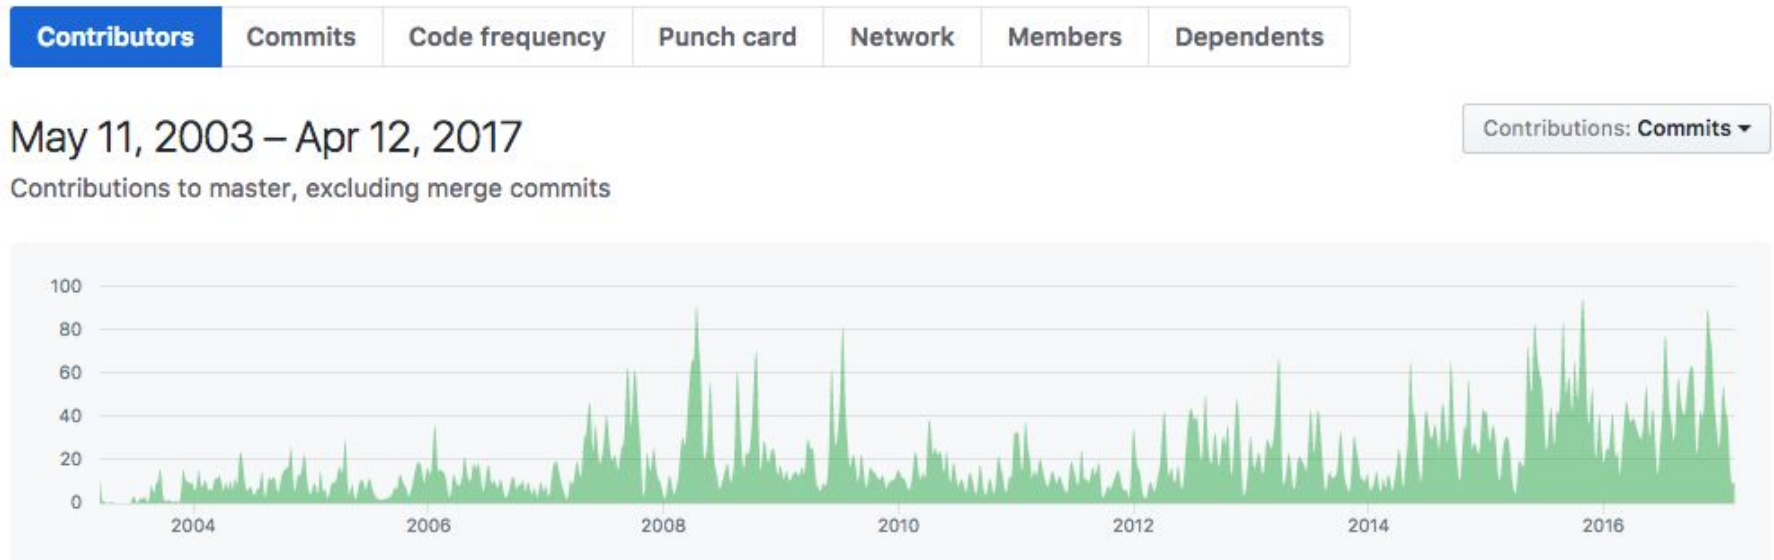 Contributors Commits Code frequency Punch card Network Members Dependents
May 11, 2003 – Apr 12, 2017
Contributions: Commits
Contributions to master, excluding merge commits
100
80
60
40
20
0
2004 2006 2008 2010 2012 2014 2016